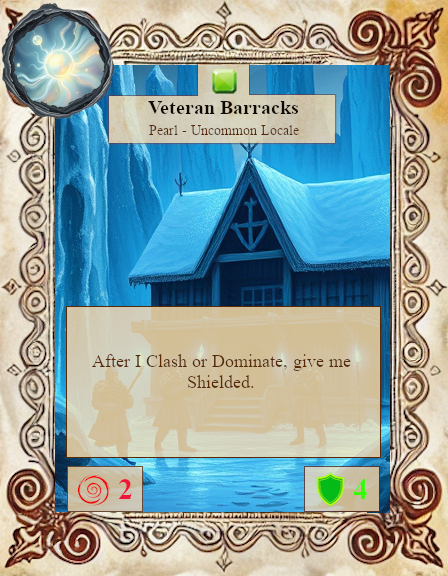 Veteran Barracks
Pearl - Uncommon Locale
After I Clash or Dominate, give me
Shielded.
2
4